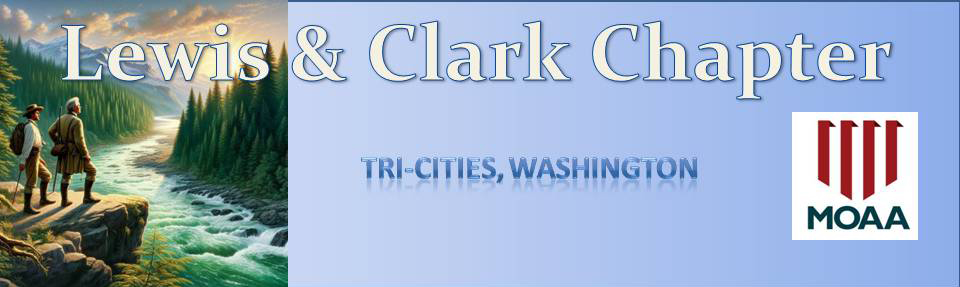 Lewis & Clark Chapter
TRI-CITIES, WASHINGTON
MOAA